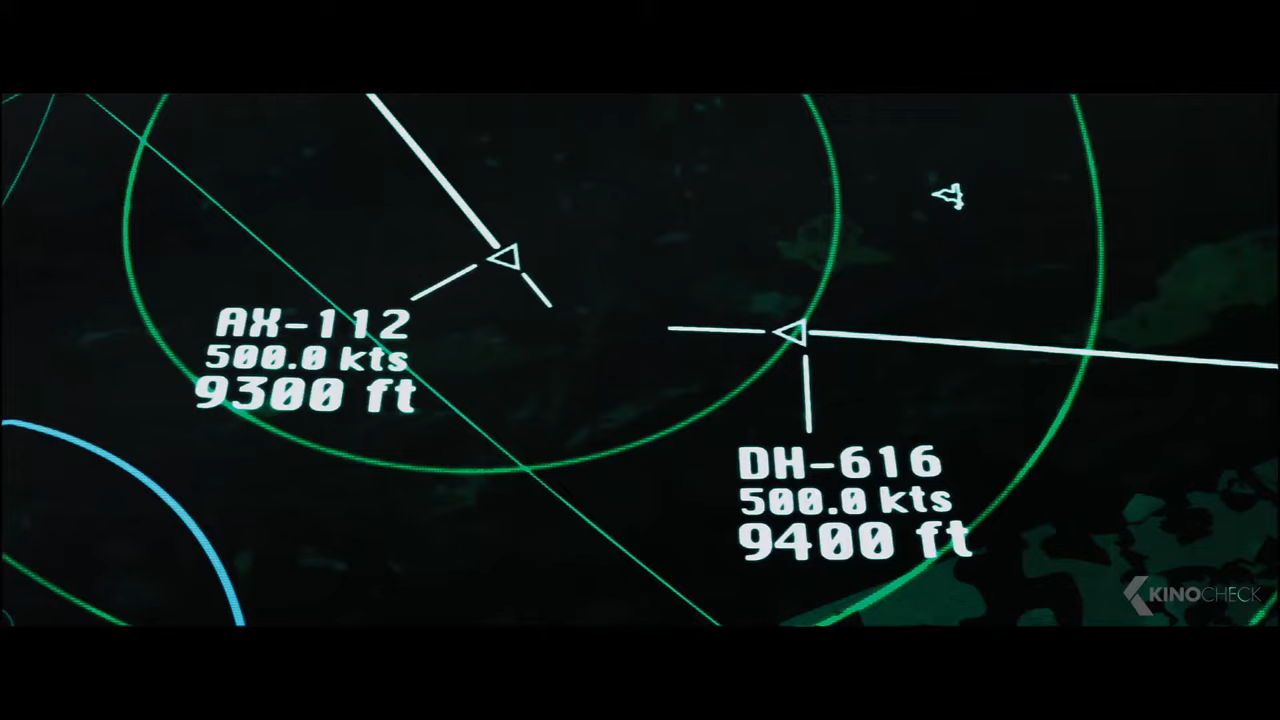 AX-112
500.0 kts
9300 ft
DH-616
500.0 kts
9400 ft
KINOCHECK